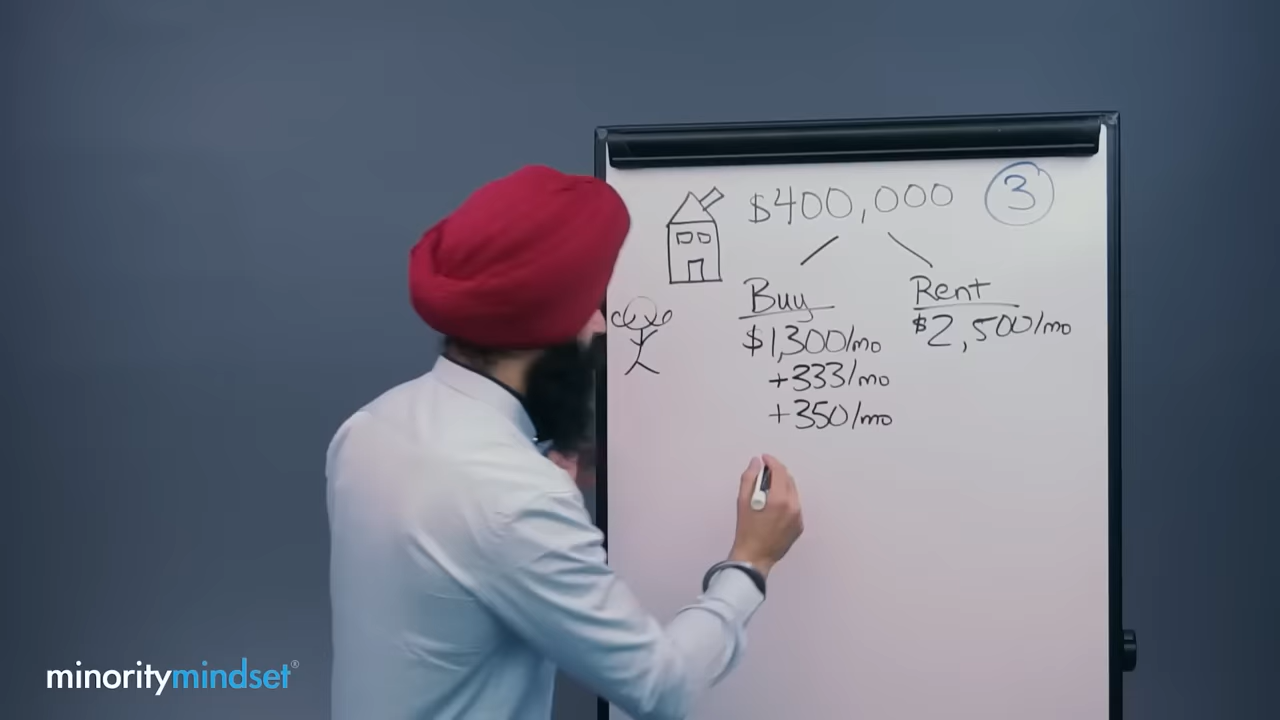 $400,000
3
Buy
$1,300/mo
+333/mo
+350/mo
Rent
$2,500/mo
minoritymindset®